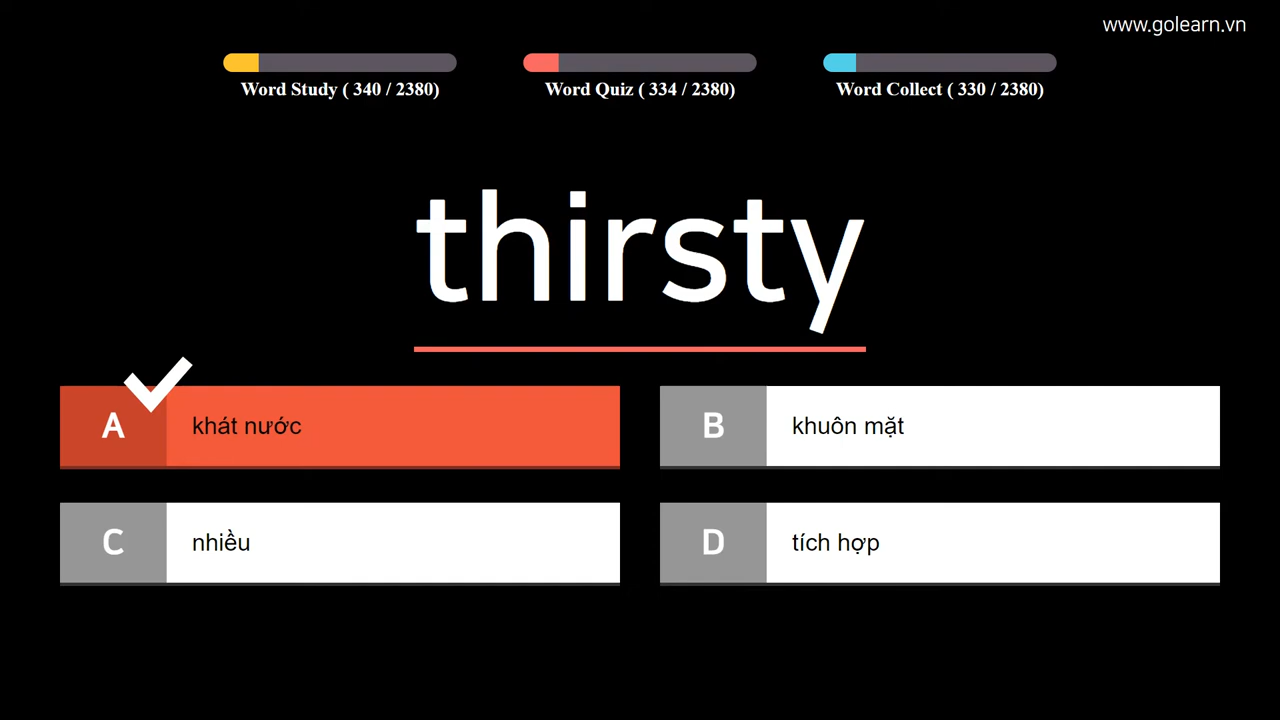 www.golearn.vn
Word Study ( 340 / 2380)
Word Quiz ( 334 / 2380)
Word Collect ( 330 / 2380)
thirsty
A khát nước
B khuôn mặt
C nhiều
D tích hợp